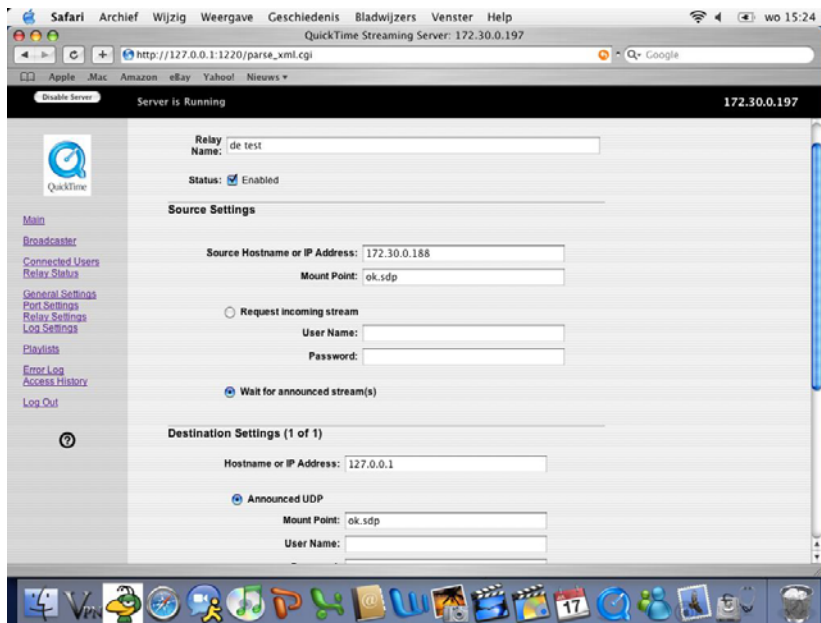 Safari Archief Wijzig Weergave Geschiedenis Bladwijzers Venster Help wo 15:24
QuickTime Streaming Server: 172.30.0.197
http://127.0.0.1:1220/parse_xml.cgi
Google
Apple .Mac Amazon eBay Yahoo! Nieuws
Disable Server
Server is Running
172.30.0.197
QuickTime
Main
Broadcaster
Connected Users
Relay Status
General Settings
Port Settings
Relay Settings
Log Settings
Playlists
Error Log
Access History
Log Out
Relay Name: de test
Status: Enabled
Source Settings
Source Hostname or IP Address: 172.30.0.188
Mount Point: ok.sdp
Request incoming stream
User Name:
Password:
Wait for announced stream(s)
Destination Settings (1 of 1)
Hostname or IP Address: 127.0.0.1
Announced UDP
Mount Point: ok.sdp
User Name:
VPN
17